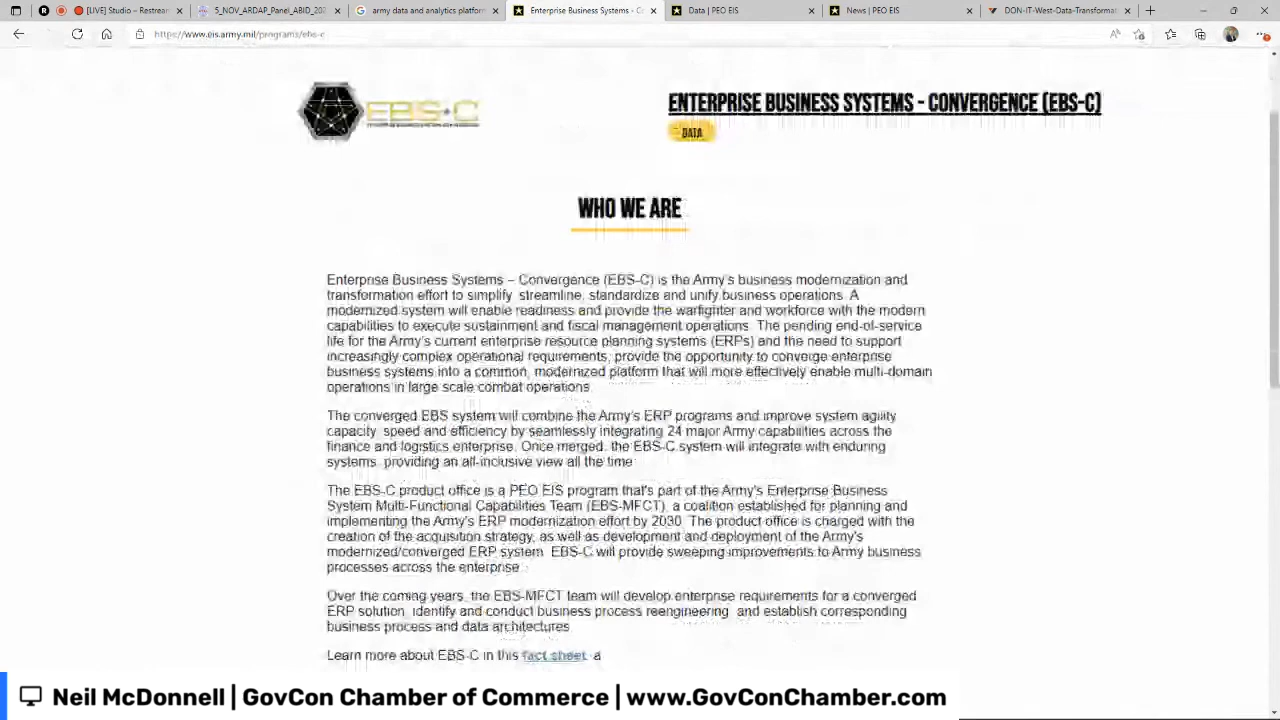 [LIVE] Studio – Restrea
5_NOV_ARDAP_Panel_ABID_202
army data and analytics platfor
Enterprise Business Systems - Co
Data | PEO EIS
News | PEO EIS
DON-IT-West-Data-Transformat
https://www.eis.army.mil/programs/ebs-c
EBS-C
ENTERPRISE BUSINESS SYSTEMS - CONVERGENCE (EBS-C)
DATA
WHO WE ARE
Enterprise Business Systems – Convergence (EBS-C) is the Army's business modernization and
transformation effort to simplify, streamline, standardize and unify business operations. A
modernized system will enable readiness and provide the warfighter and workforce with the modern
capabilities to execute sustainment and fiscal management operations. The pending end-of-service
life for the Army's current enterprise resource planning systems (ERPs) and the need to support
increasingly complex operational requirements, provide the opportunity to converge enterprise
business systems into a common, modernized platform that will more effectively enable multi-domain
operations in large scale combat operations.
The converged EBS system will combine the Army's ERP programs and improve system agility,
capacity, speed and efficiency by seamlessly integrating 24 major Army capabilities across the
finance and logistics enterprise. Once merged, the EBS-C system will integrate with enduring
systems, providing an all-inclusive view all the time.
The EBS-C product office is a PEO EIS program that's part of the Army's Enterprise Business
System Multi-Functional Capabilities Team (EBS-MFCT), a coalition established for planning and
implementing the Army's ERP modernization effort by 2030. The product office is charged with the
creation of the acquisition strategy, as well as development and deployment of the Army's
modernized/converged ERP system. EBS-C will provide sweeping improvements to Army business
processes across the enterprise.
Over the coming years, the EBS-MFCT team will develop enterprise requirements for a converged
ERP solution, identify and conduct business process reengineering, and establish corresponding
business process and data architectures.
Learn more about EBS-C in this fact sheet, a
Neil McDonnell | GovCon Chamber of Commerce | www.GovConChamber.com